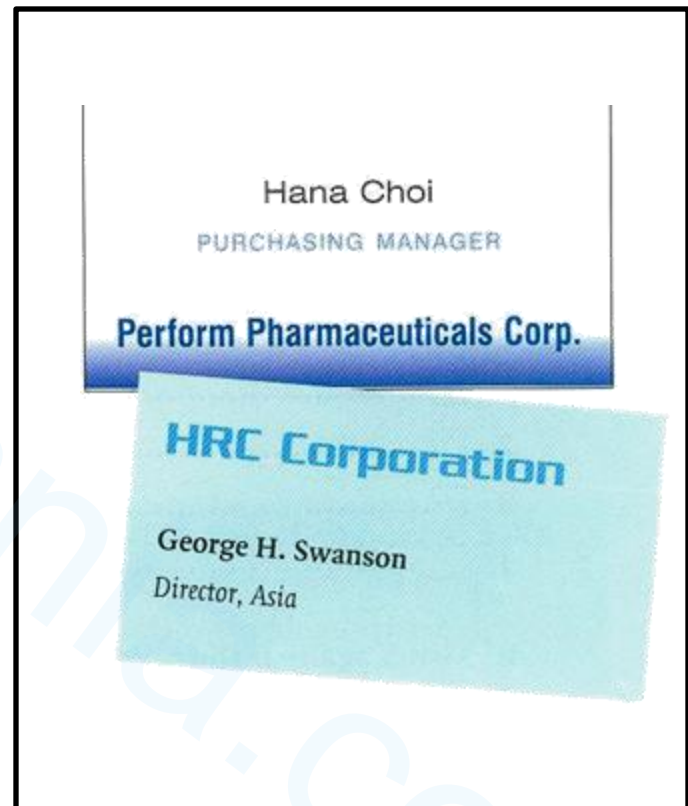 Hana Choi
PURCHASING MANAGER
Perform Pharmaceuticals Corp.
HRC Corporation
George H. Swanson
Director, Asia